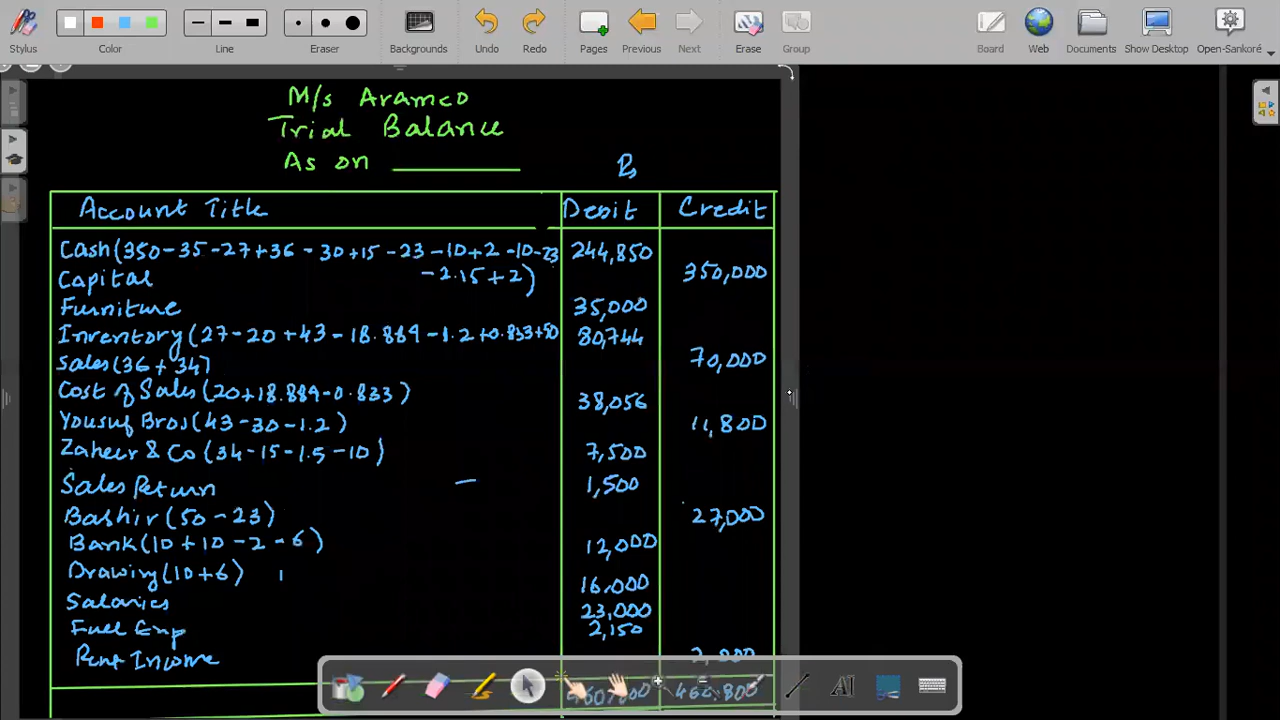 Stylus
Color
Line
Eraser
Backgrounds
Undo
Redo
Pages
Previous
Next
Erase
Group
Board
Web
Documents
Show Desktop
Open-Sankoré
M/s Aramco
Trial Balance
As on
Rs
Account Title Debit Credit
Cash (350-35-27+36-30+15-23-10+2-10-23 244,850
-2.15+2)
Capital 350,000
Furniture 35,000
Inventory (27-20+43-18.889-1.2+0.833+50 80,744
Sales (36+34) 70,000
Cost of Sales (20+18.889-0.833) 38,056
Yousuf Bros (43-30-1.2) 11,800
Zaheer & Co (34-15-1.5-10) 7,500
Sales Return 1,500
Bashir (50-23) 27,000
Bank (10+10-2-6) 12,000
Drawing (10+6) 16,000
Salaries 23,000
Fuel Exp 2,150
Rent Income 2,000
460,800
AI